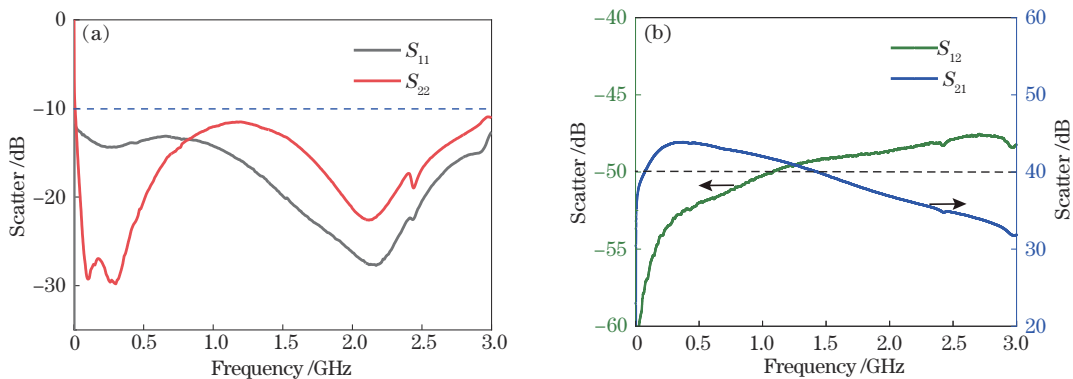 (a)
S11
S22
0
−10
−20
−30
Scatter /dB
0
0.5
1.0
1.5
2.0
2.5
3.0
Frequency /GHz
(b)
S12
S21
−40
−45
−50
−55
−60
Scatter /dB
60
50
40
30
20
Scatter /dB
0
0.5
1.0
1.5
2.0
2.5
3.0
Frequency /GHz